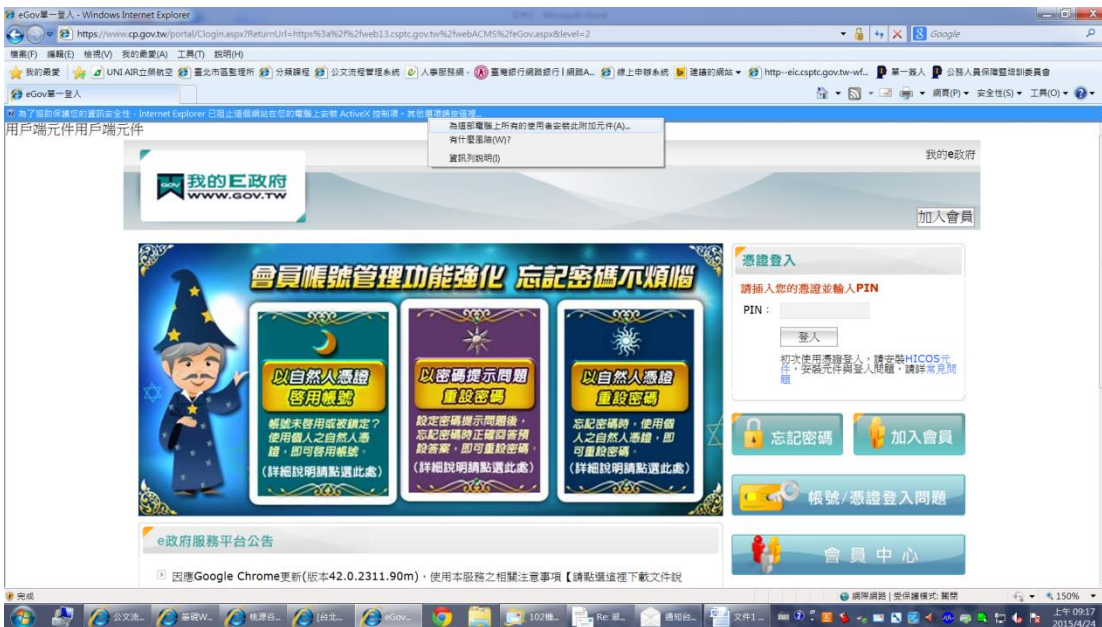 eGov單一登入 - Windows Internet Explorer
https://www.cp.gov.tw/portal/Clogin.aspx?ReturnUrl=https%3a%2f%2fweb13.csptc.gov.tw%2fwebACMS%2feGov.aspx&level=2
Google
檔案(F) 編輯(E) 檢視(V) 我的最愛(A) 工具(T) 說明(H)
我的最愛 UNI AIR立榮航空 臺北市區監理所 分類課程 公文流程管理系統 人事服務網 臺灣銀行網路銀行 | 網路A... 線上申辦系統 建議的網站 http--eic.csptc.gov.tw-wf... 單一簽入 公務人員保障暨培訓委員會
eGov單一登入
網頁(P) 安全性(S) 工具(O)
為了協助保護您的資訊安全性，Internet Explorer 已阻止這個網站在您的電腦上安裝 ActiveX 控制項。其他選項請按這裡...
用戶端元件用戶端元件
為這部電腦上所有的使用者安裝此附加元件(A)...
有什麼風險(W)?
資訊列說明(I)
我的e政府
我的E政府
WWW.GOV.TW
加入會員
會員帳號管理功能強化 忘記密碼不煩惱
以自然人憑證
啓用帳號
帳號未啓用或被鎖定？
使用個人之自然人憑
證，即可啓用帳號。
(詳細說明請點選此處)
以密碼提示問題
重設密碼
設定密碼提示問題後，
忘記密碼時正確回答預
設答案，即可重設密碼。
(詳細說明請點選此處)
以自然人憑證
重設密碼
忘記密碼時，使用個
人之自然人憑證，即
可重設密碼。
(詳細說明請點選此處)
憑證登入
請插入您的憑證並輸入PIN
PIN：
登入
初次使用憑證登入，請安裝HICOS元
件，安裝元件與登入問題，請詳常見問
題
忘記密碼
加入會員
帳號/憑證登入問題
會員中心
e政府服務平台公告
因應Google Chrome更新(版本42.0.2311.90m)，使用本服務之相關注意事項【請點選這裡下載文件說
完成
網際網路 | 受保護模式: 關閉
150%
公文流...
筆硯W...
桃源谷...
[台北...
eGov...
102機...
Re: 淑...
通知台...
文件1 ...
上午 09:17
2015/4/24